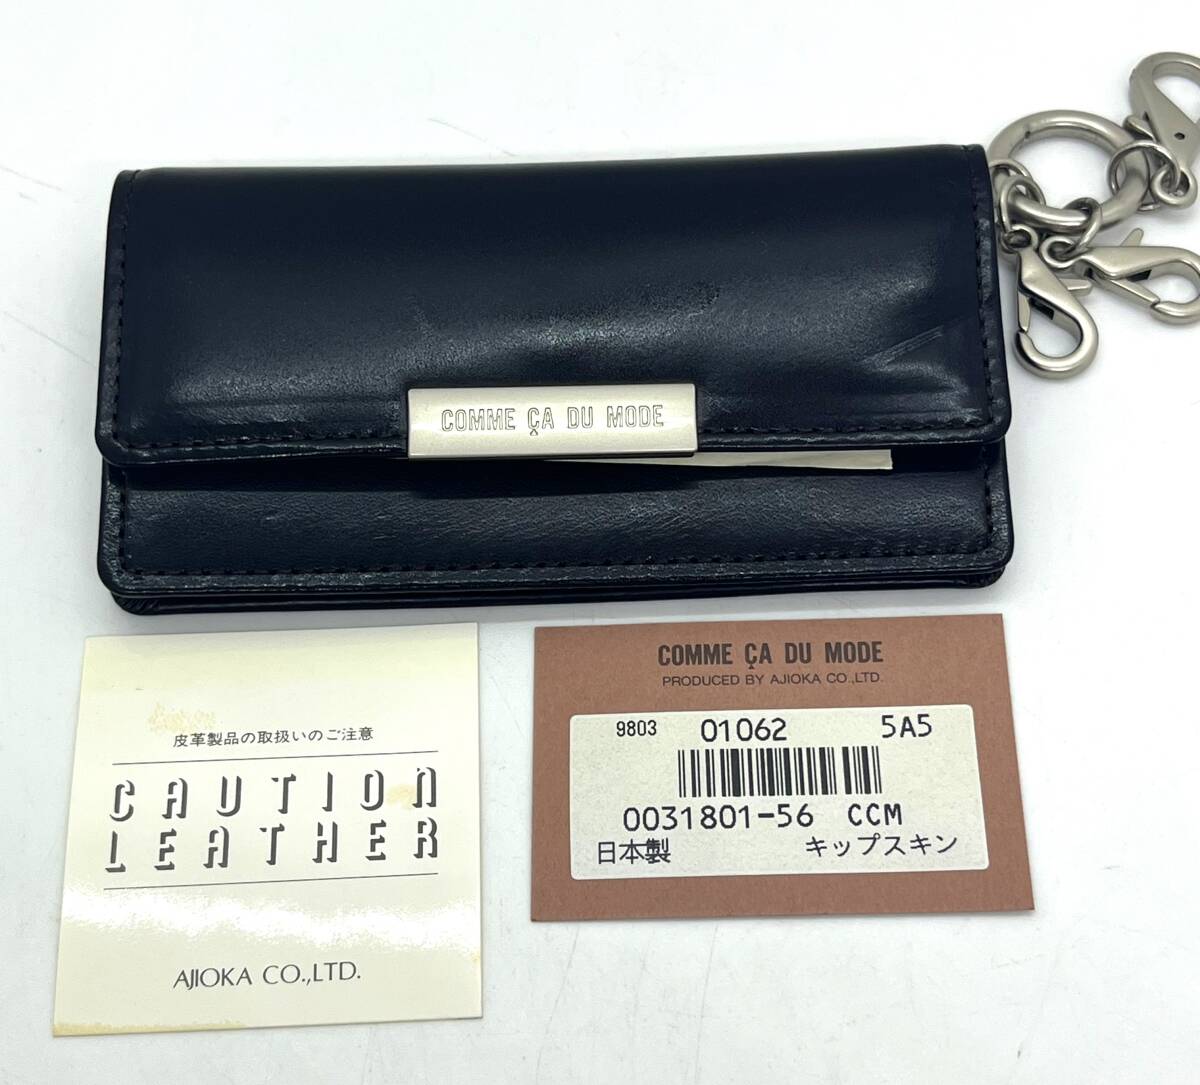 COMME ÇA DU MODE
皮革製品の取扱いのご注意
CAUTION
LEATHER
AJIOKA CO.,LTD.
COMME ÇA DU MODE
PRODUCED BY AJIOKA CO.,LTD.
9803 01062 5A5
0031801-56 CCM
日本製 キップスキン